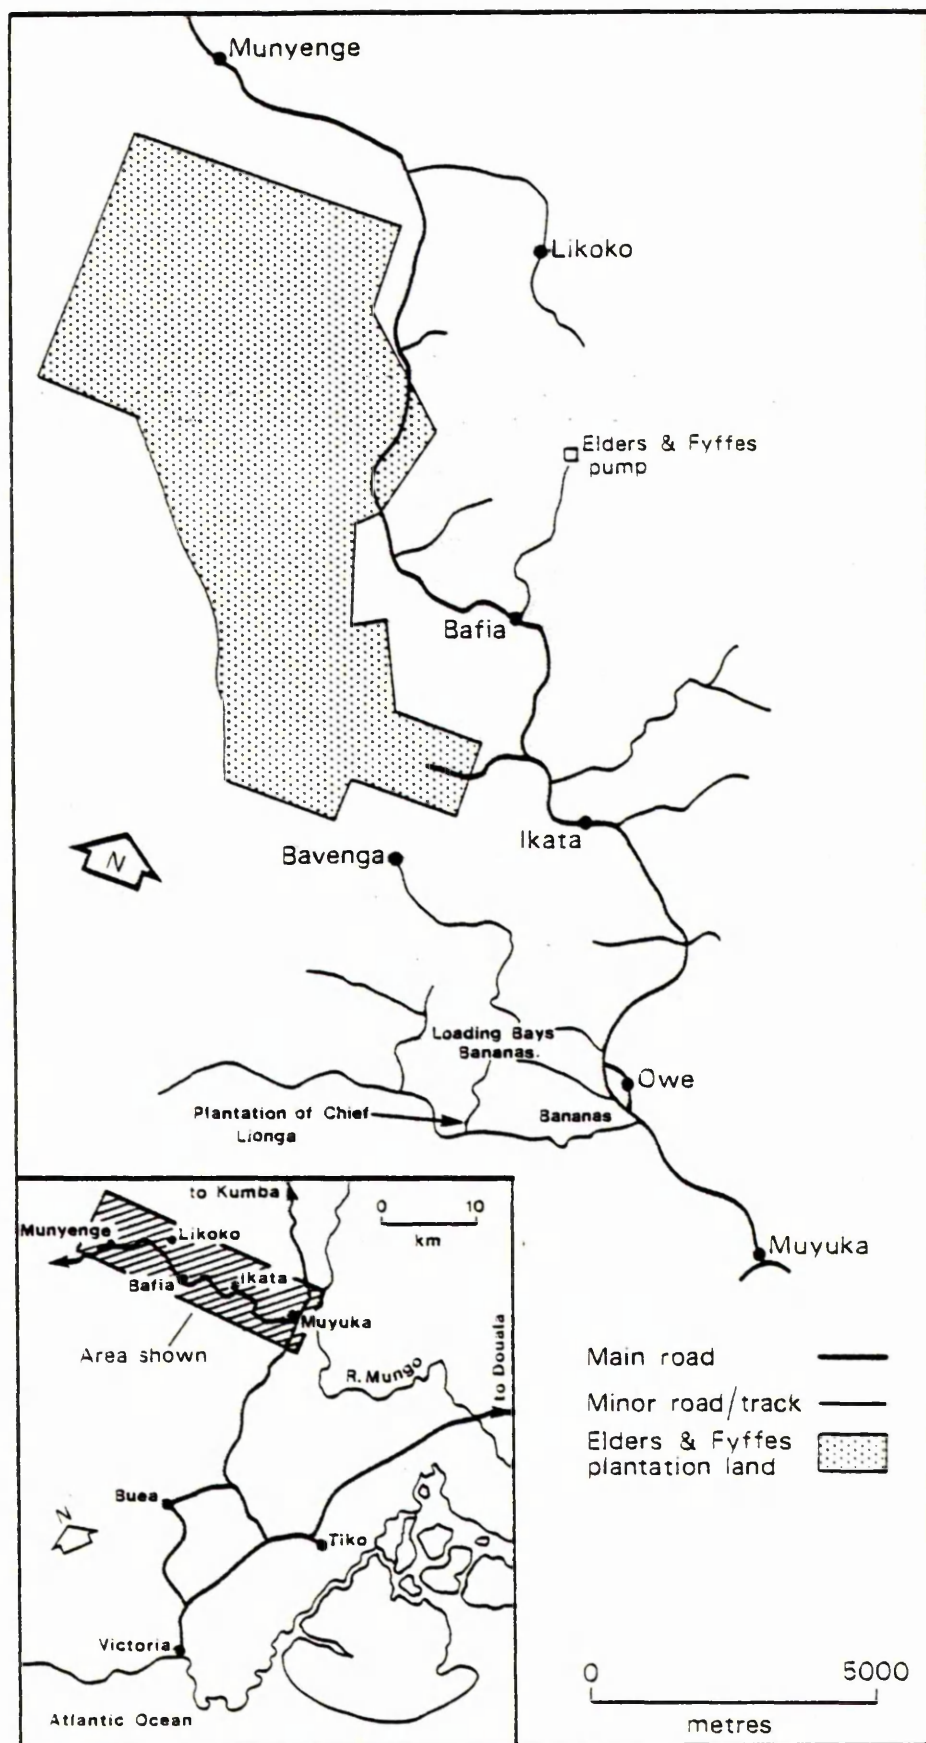 Munyenge
Likoko
Elders & Fyffes
pump
Bafia
Ikata
N
Bavenga
Loading Bays
Bananas.
Owe
Plantation of Chief
Lionga
Bananas
Muyuka
to Kumba
0 10
km
Munyenge
Likoko
Bafia
Ikata
Muyuka
Area shown
R. Mungo
to Douala
Buea
N
Tiko
Victoria
Atlantic Ocean
Main road
Minor road/track
Elders & Fyffes
plantation land
0 5000
metres